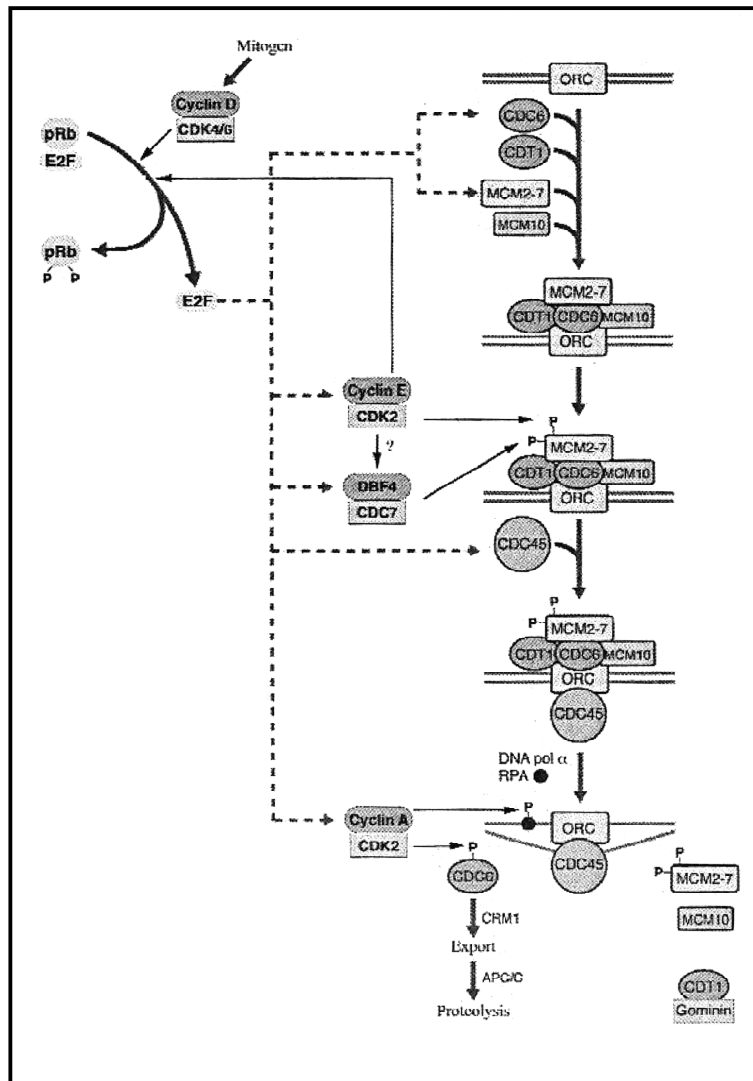 Mitogen
Cyclin D
CDK4/6
pRb
E2F
pRb
P P
E2F
ORC
CDC6
CDT1
MCM2-7
MCM10
MCM2-7
CDT1 CDC6 MCM10
ORC
Cyclin E
CDK2
?
DBF4
CDC7
P
P
MCM2-7
CDT1 CDC6 MCM10
ORC
CDC45
P
P
MCM2-7
CDT1 CDC6 MCM10
ORC
CDC45
DNA pol α
RPA
Cyclin A
CDK2
P
ORC
CDC45
P
CDC6
CRM1
Export
APC/C
Proteolysis
P
P
MCM2-7
MCM10
CDT1
Geminin